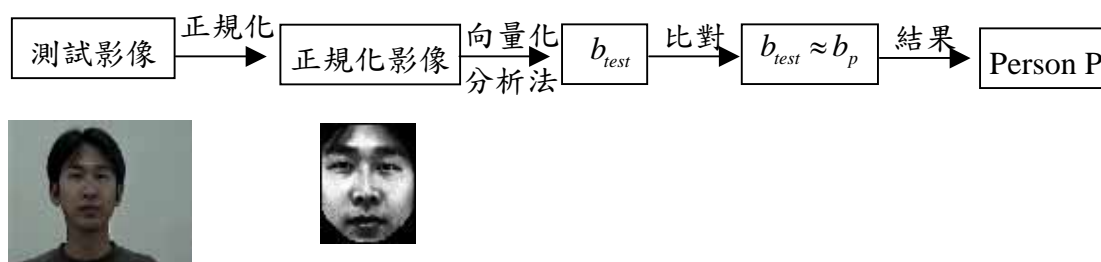 測試影像 正規化 正規化影像 向量化 分析法 b_test 比對 b_test ≈ b_p 結果 Person P